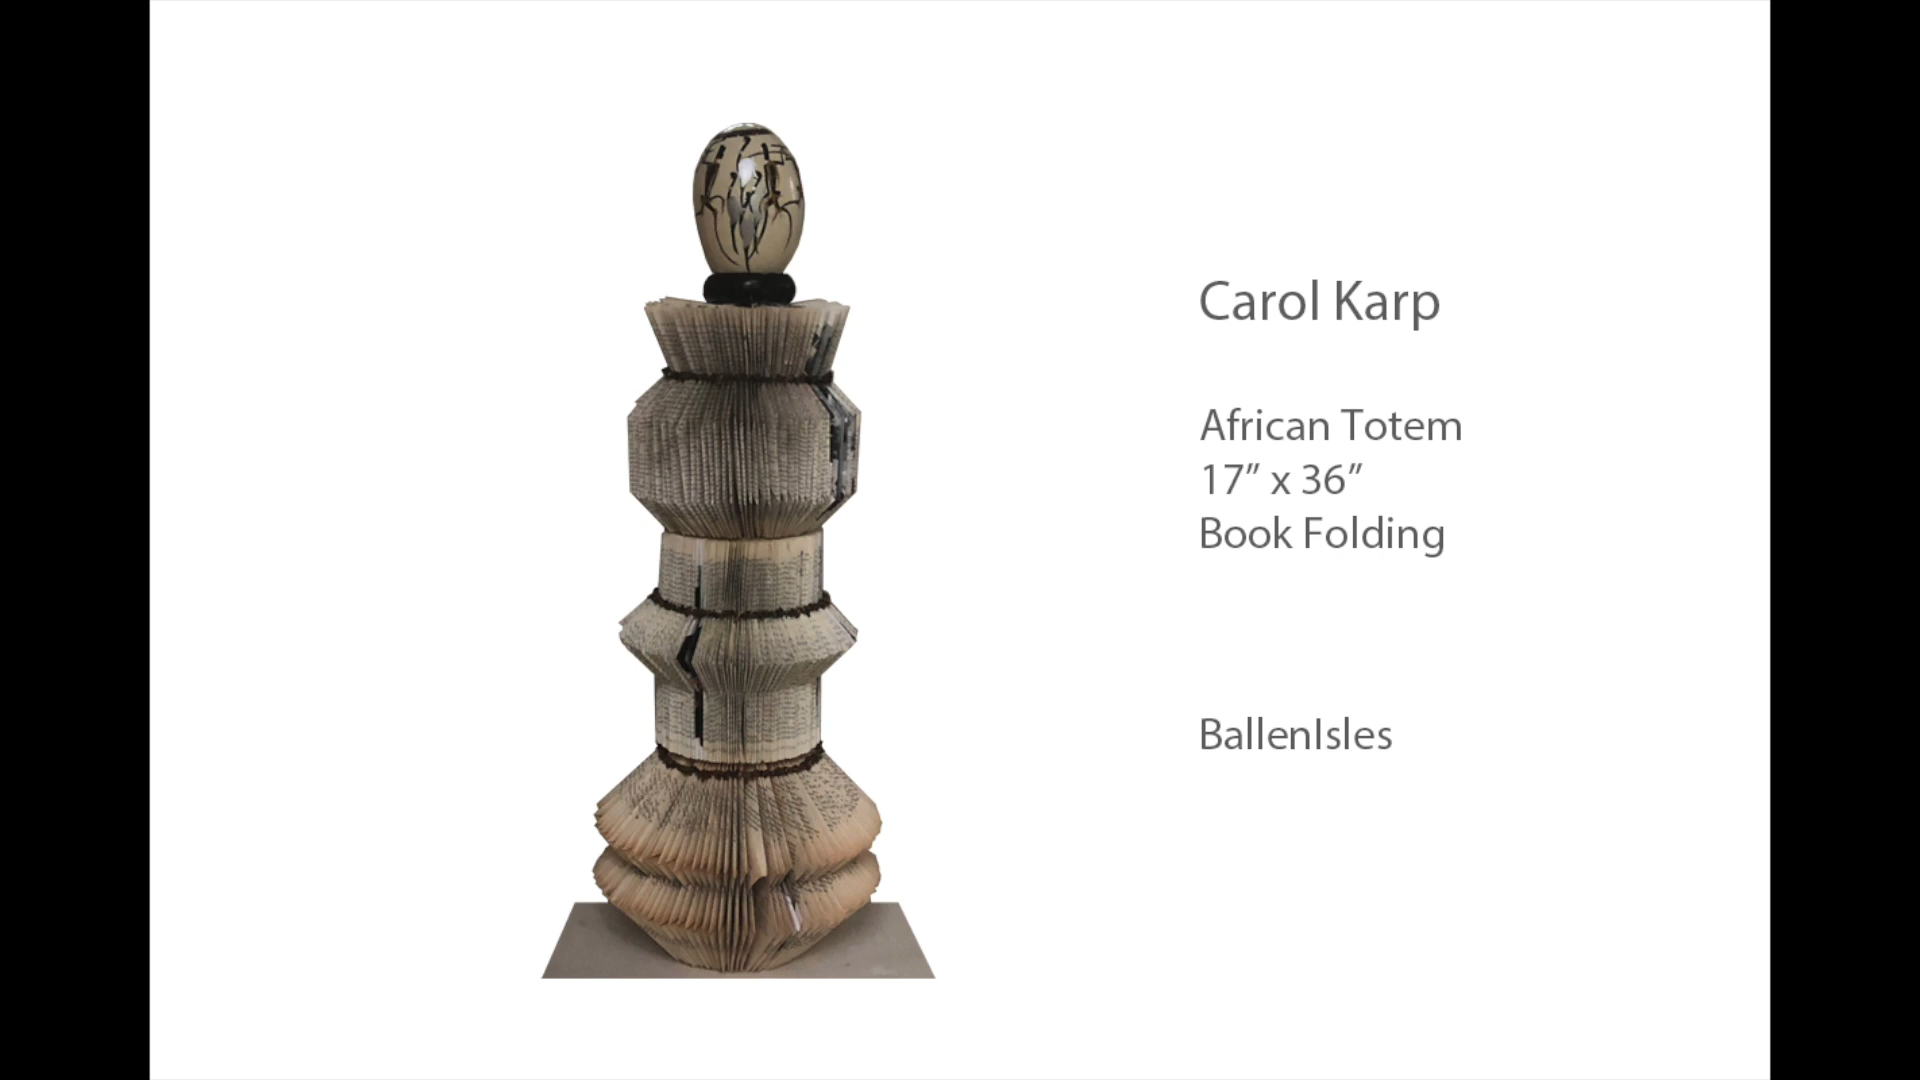 Carol Karp
African Totem
17” x 36”
Book Folding
BallenIsles